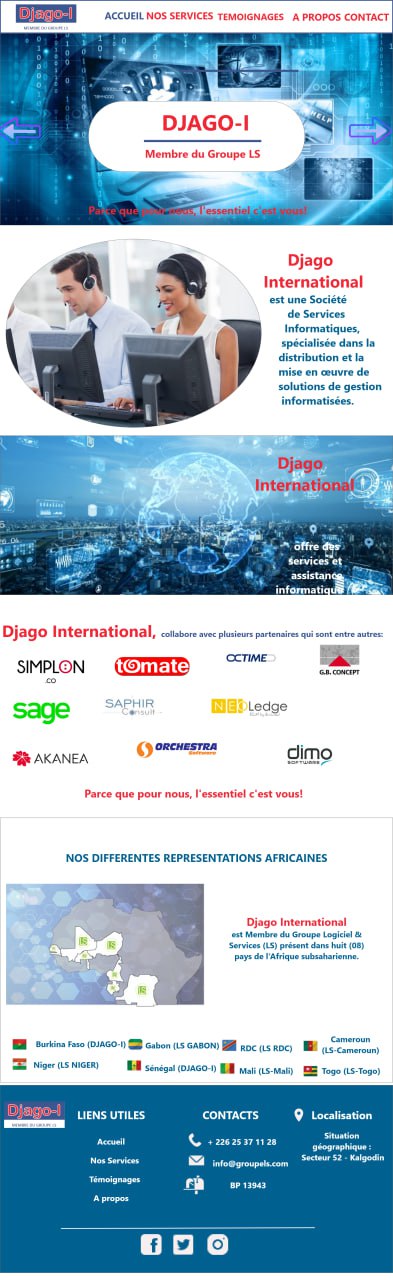 Djago-I
MEMBRE DU GROUPE LS
ACCUEIL NOS SERVICES TEMOIGNAGES A PROPOS CONTACT
HELP
DJAGO-I
Membre du Groupe LS
Parce que pour nous, l'essentiel c'est vous!
Djago
International
est une Société
de Services
Informatiques,
spécialisée dans la
distribution et la
mise en œuvre de
solutions de gestion
informatisées.
Djago
International
offre des
services et
assistance
informatique
Djago International, collabore avec plusieurs partenaires qui sont entre autres:
SIMPLON
.CO
tomate
OCTIME
G.B. CONCEPT
sage
SAPHIR
Consult
NEOLedge
AKANEA
ORCHESTRA
Software
dimo
SOFTWARE
Parce que pour nous, l'essentiel c'est vous!
NOS DIFFERENTES REPRESENTATIONS AFRICAINES
Djago International
est Membre du Groupe Logiciel &
Services (LS) présent dans huit (08)
pays de l'Afrique subsaharienne.
Burkina Faso (DJAGO-I)
Gabon (LS GABON)
RDC (LS RDC)
Cameroun
(LS-Cameroun)
Niger (LS NIGER)
Sénégal (DJAGO-I)
Mali (LS-Mali)
Togo (LS-Togo)
Djago-I
MEMBRE DU GROUPE LS
LIENS UTILES
Accueil
Nos Services
Témoignages
A propos
CONTACTS
+ 226 25 37 11 28
info@groupels.com
BP 13943
Localisation
Situation
géographique :
Secteur 52 - Kalgodin